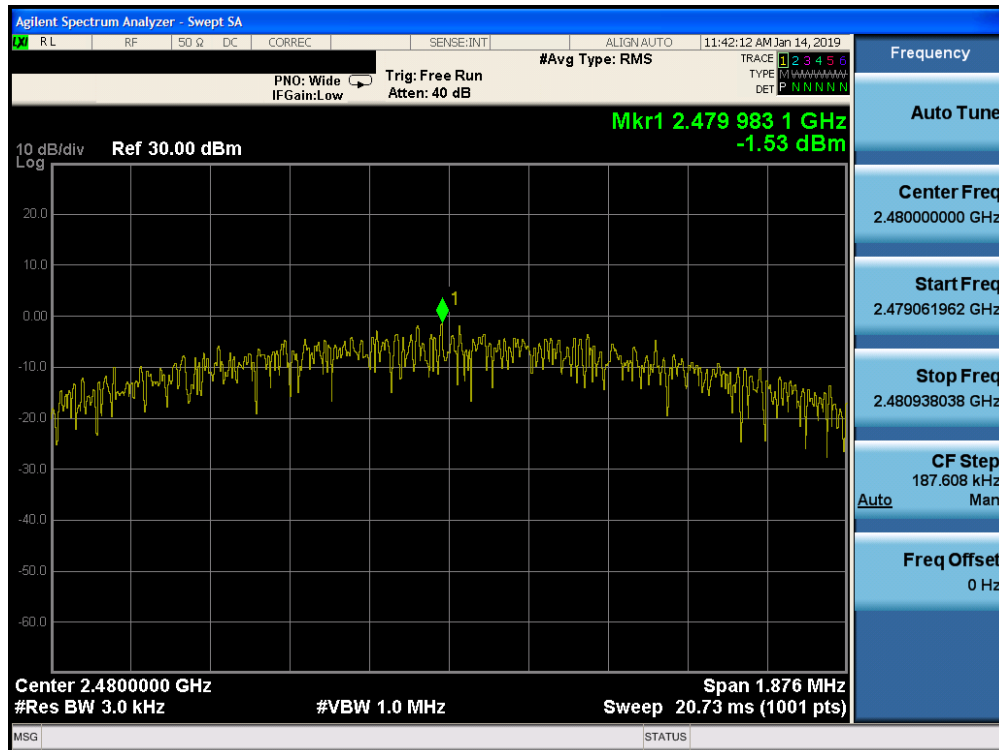 Agilent Spectrum Analyzer - Swept SA
LXI RL RF 50 Ω DC CORREC SENSE:INT ALIGN AUTO 11:42:12 AM Jan 14, 2019
PNO: Wide
IFGain:Low
Trig: Free Run
Atten: 40 dB
#Avg Type: RMS
TRACE 1 2 3 4 5 6
TYPE M
DET P N N N N N
Mkr1 2.479 983 1 GHz
-1.53 dBm
10 dB/div Ref 30.00 dBm
Log
20.0
10.0
0.00
-10.0
-20.0
-30.0
-40.0
-50.0
-60.0
1
Center 2.4800000 GHz Span 1.876 MHz
#Res BW 3.0 kHz #VBW 1.0 MHz Sweep 20.73 ms (1001 pts)
MSG STATUS
Frequency
Auto Tune
Center Freq
2.480000000 GHz
Start Freq
2.479061962 GHz
Stop Freq
2.480938038 GHz
CF Step
187.608 kHz
Auto Man
Freq Offset
0 Hz